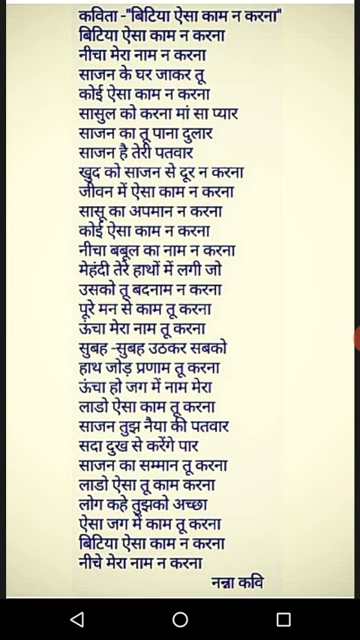 कविता -"बिटिया ऐसा काम न करना"
बिटिया ऐसा काम न करना
नीचा मेरा नाम न करना
साजन के घर जाकर तू
कोई ऐसा काम न करना
सासुल को करना मां सा प्यार
साजन का तू पाना दुलार
साजन है तेरी पतवार
खुद को साजन से दूर न करना
जीवन में ऐसा काम न करना
सासू का अपमान न करना
कोई ऐसा काम न करना
नीचा बबूल का नाम न करना
मेहंदी तेरे हाथों में लगी जो
उसको तू बदनाम न करना
पूरे मन से काम तू करना
ऊंचा मेरा नाम तू करना
सुबह -सुबह उठकर सबको
हाथ जोड़ प्रणाम तू करना
ऊंचा हो जग में नाम मेरा
लाडो ऐसा काम तू करना
साजन तुझ नैया की पतवार
सदा दुख से करेंगे पार
साजन का सम्मान तू करना
लाडो ऐसा तू काम करना
लोग कहे तुझको अच्छा
ऐसा जग में काम तू करना
बिटिया ऐसा काम न करना
नीचे मेरा नाम न करना
नन्ना कवि